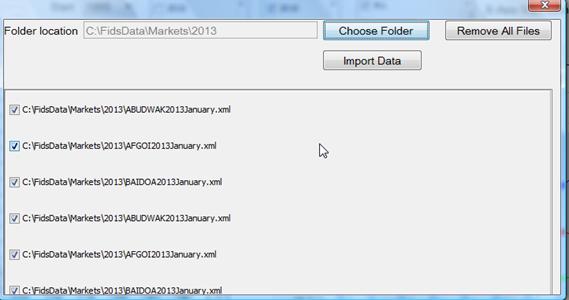 Folder location C:\FidsData\Markets\2013 Choose Folder Remove All Files
Import Data
C:\FidsData\Markets\2013\ABUDWAK2013January.xml
C:\FidsData\Markets\2013\AFGOI2013January.xml
C:\FidsData\Markets\2013\BAIDOA2013January.xml
C:\FidsData\Markets\2013\ABUDWAK2013January.xml
C:\FidsData\Markets\2013\AFGOI2013January.xml
C:\FidsData\Markets\2013\BAIDOA2013January.xml